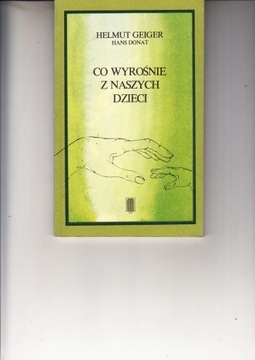 HELMUT GEIGER
HANS DONAT
CO WYROŚNIE
Z NASZYCH
DZIECI